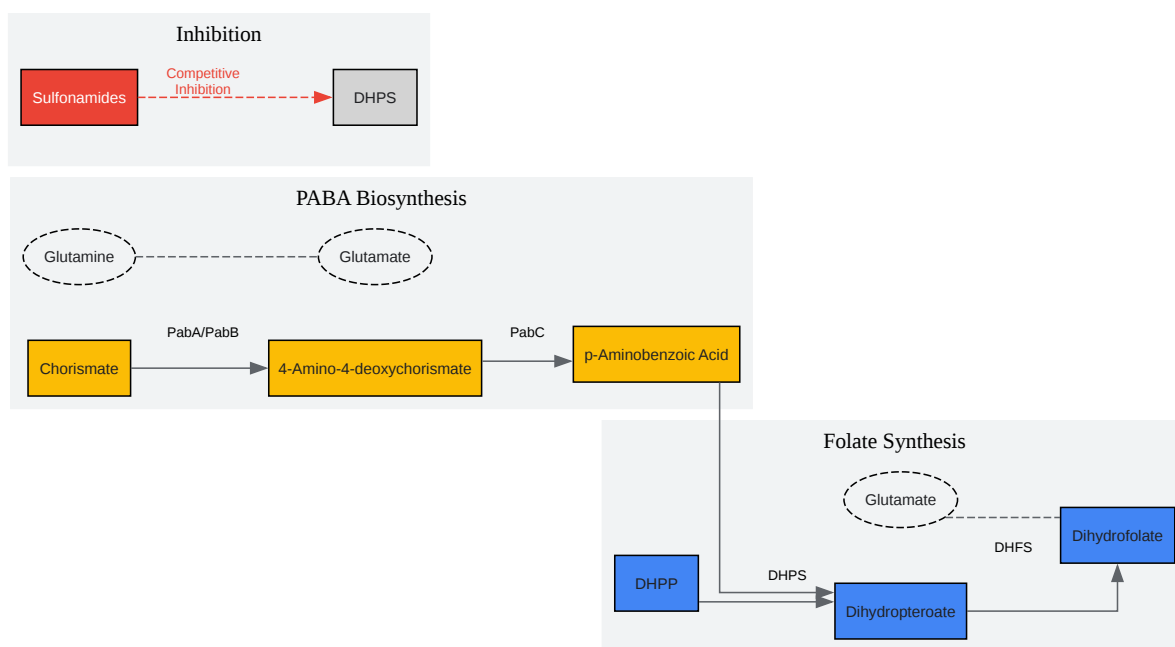 Inhibition
Competitive
Inhibition
Sulfonamides
DHPS
PABA Biosynthesis
Glutamine
Glutamate
PabA/PabB
PabC
Chorismate
4-Amino-4-deoxychorismate
p-Aminobenzoic Acid
Folate Synthesis
Glutamate
Dihydrofolate
DHFS
DHPP
DHPS
Dihydropteroate